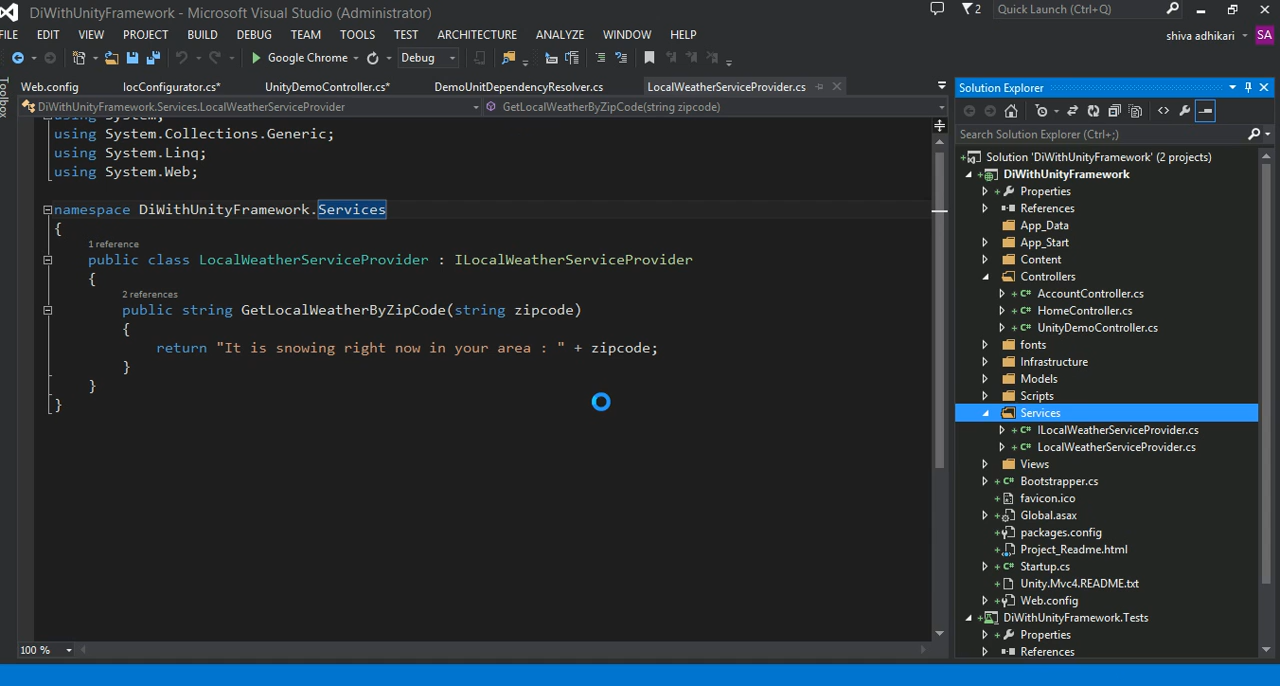 DiWithUnityFramework - Microsoft Visual Studio (Administrator)
2
Quick Launch (Ctrl+Q)
FILE EDIT VIEW PROJECT BUILD DEBUG TEAM TOOLS TEST ARCHITECTURE ANALYZE WINDOW HELP
shiva adhikari SA
Google Chrome Debug
Toolbox
Web.config IocConfigurator.cs* UnityDemoController.cs* DemoUnitDependencyResolver.cs LocalWeatherServiceProvider.cs
DiWithUnityFramework.Services.LocalWeatherServiceProvider GetLocalWeatherByZipCode(string zipcode)
using System;
using System.Collections.Generic;
using System.Linq;
using System.Web;
namespace DiWithUnityFramework.Services
{
1 reference
public class LocalWeatherServiceProvider : ILocalWeatherServiceProvider
{
2 references
public string GetLocalWeatherByZipCode(string zipcode)
{
return "It is snowing right now in your area : " + zipcode;
}
}
}
100 %
Solution Explorer
Search Solution Explorer (Ctrl+;)
Solution 'DiWithUnityFramework' (2 projects)
DiWithUnityFramework
Properties
References
App_Data
App_Start
Content
Controllers
C# AccountController.cs
C# HomeController.cs
C# UnityDemoController.cs
fonts
Infrastructure
Models
Scripts
Services
C# ILocalWeatherServiceProvider.cs
C# LocalWeatherServiceProvider.cs
Views
C# Bootstrapper.cs
favicon.ico
Global.asax
packages.config
Project_Readme.html
C# Startup.cs
Unity.Mvc4.README.txt
Web.config
DiWithUnityFramework.Tests
Properties
References